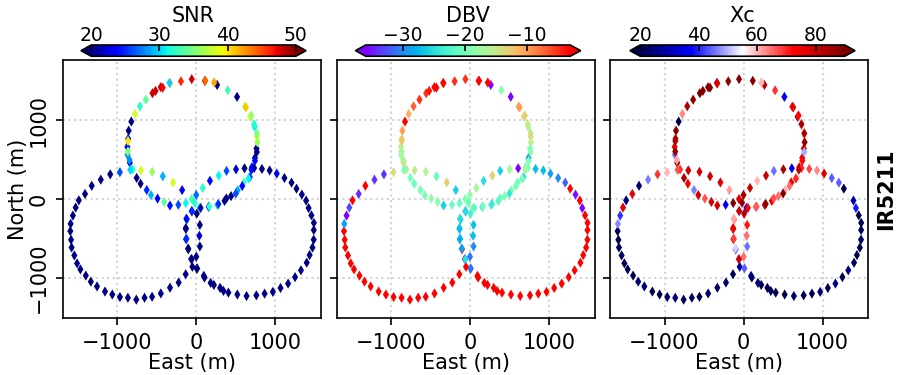 SNR DBV Xc
20 30 40 50 −30 −20 −10 20 40 60 80
North (m)
1000
0
−1000
−1000 0 1000 −1000 0 1000 −1000 0 1000
East (m) East (m) East (m)
IR5211